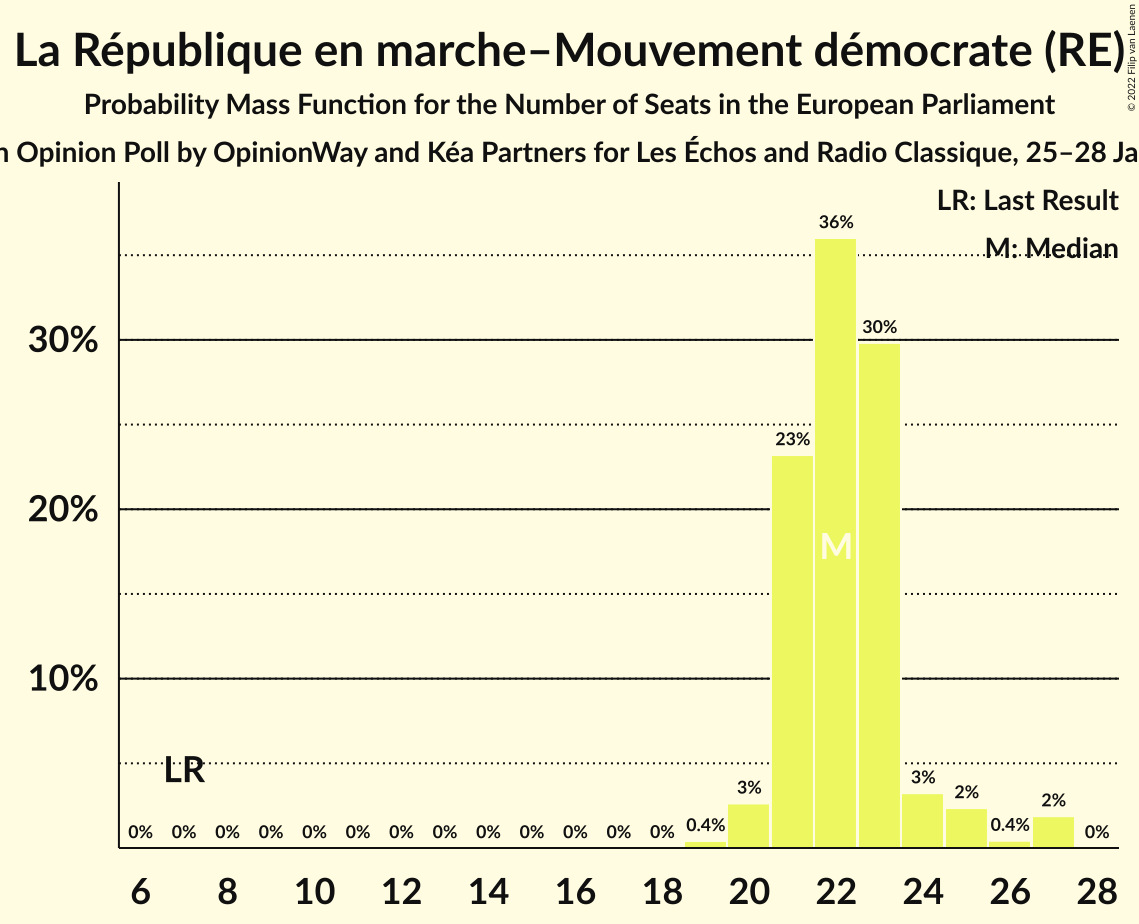 La République en marche–Mouvement démocrate (RE)
© 2022 Filip van Laenen
Probability Mass Function for the Number of Seats in the European Parliament
n Opinion Poll by OpinionWay and Kéa Partners for Les Échos and Radio Classique, 25–28 Ja
LR: Last Result
M: Median
36%
30%
30%
23%
20%
M
10%
LR
0% 0% 0% 0% 0% 0% 0% 0% 0% 0% 0% 0% 0% 0.4% 3% 3% 2% 0.4% 2% 0%
6 8 10 12 14 16 18 20 22 24 26 28